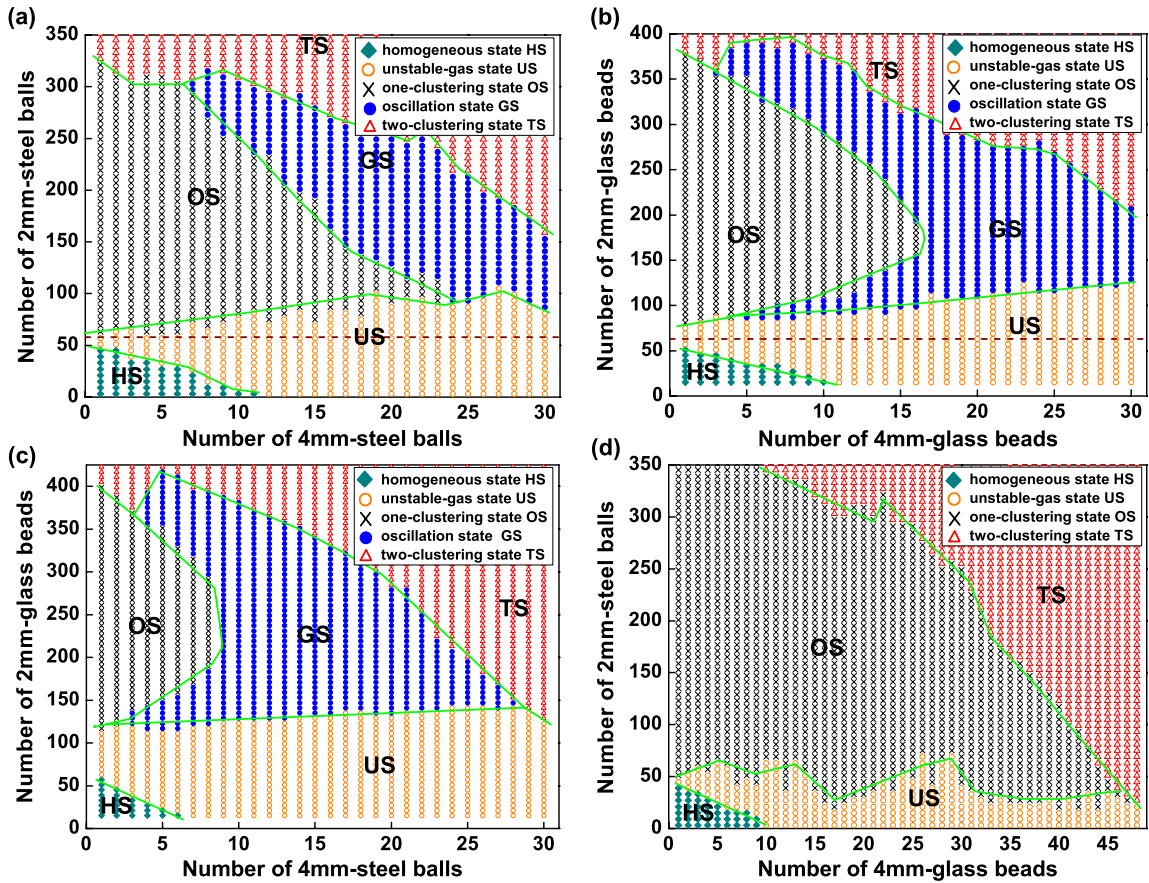 (a)
Number of 2mm-steel balls
350
300
250
200
150
100
50
0
TS
GS
OS
US
HS
homogeneous state HS
unstable-gas state US
one-clustering state OS
oscillation state GS
two-clustering state TS
0 5 10 15 20 25 30
Number of 4mm-steel balls
(b)
Number of 2mm-glass beads
400
350
300
250
200
150
100
50
0
TS
OS
GS
US
HS
homogeneous state HS
unstable-gas state US
one-clustering state OS
oscillation state GS
two-clustering state TS
0 5 10 15 20 25 30
Number of 4mm-glass beads
(c)
Number of 2mm-glass beads
400
350
300
250
200
150
100
50
0
OS
GS
TS
US
HS
homogeneous state HS
unstable-gas state US
one-clustering state OS
oscillation state GS
two-clustering state TS
0 5 10 15 20 25 30
Number of 4mm-steel balls
(d)
Number of 2mm-steel balls
350
300
250
200
150
100
50
0
TS
OS
US
HS
homogeneous state HS
unstable-gas state US
one-clustering state OS
two-clustering state TS
0 5 10 15 20 25 30 35 40 45
Number of 4mm-glass beads